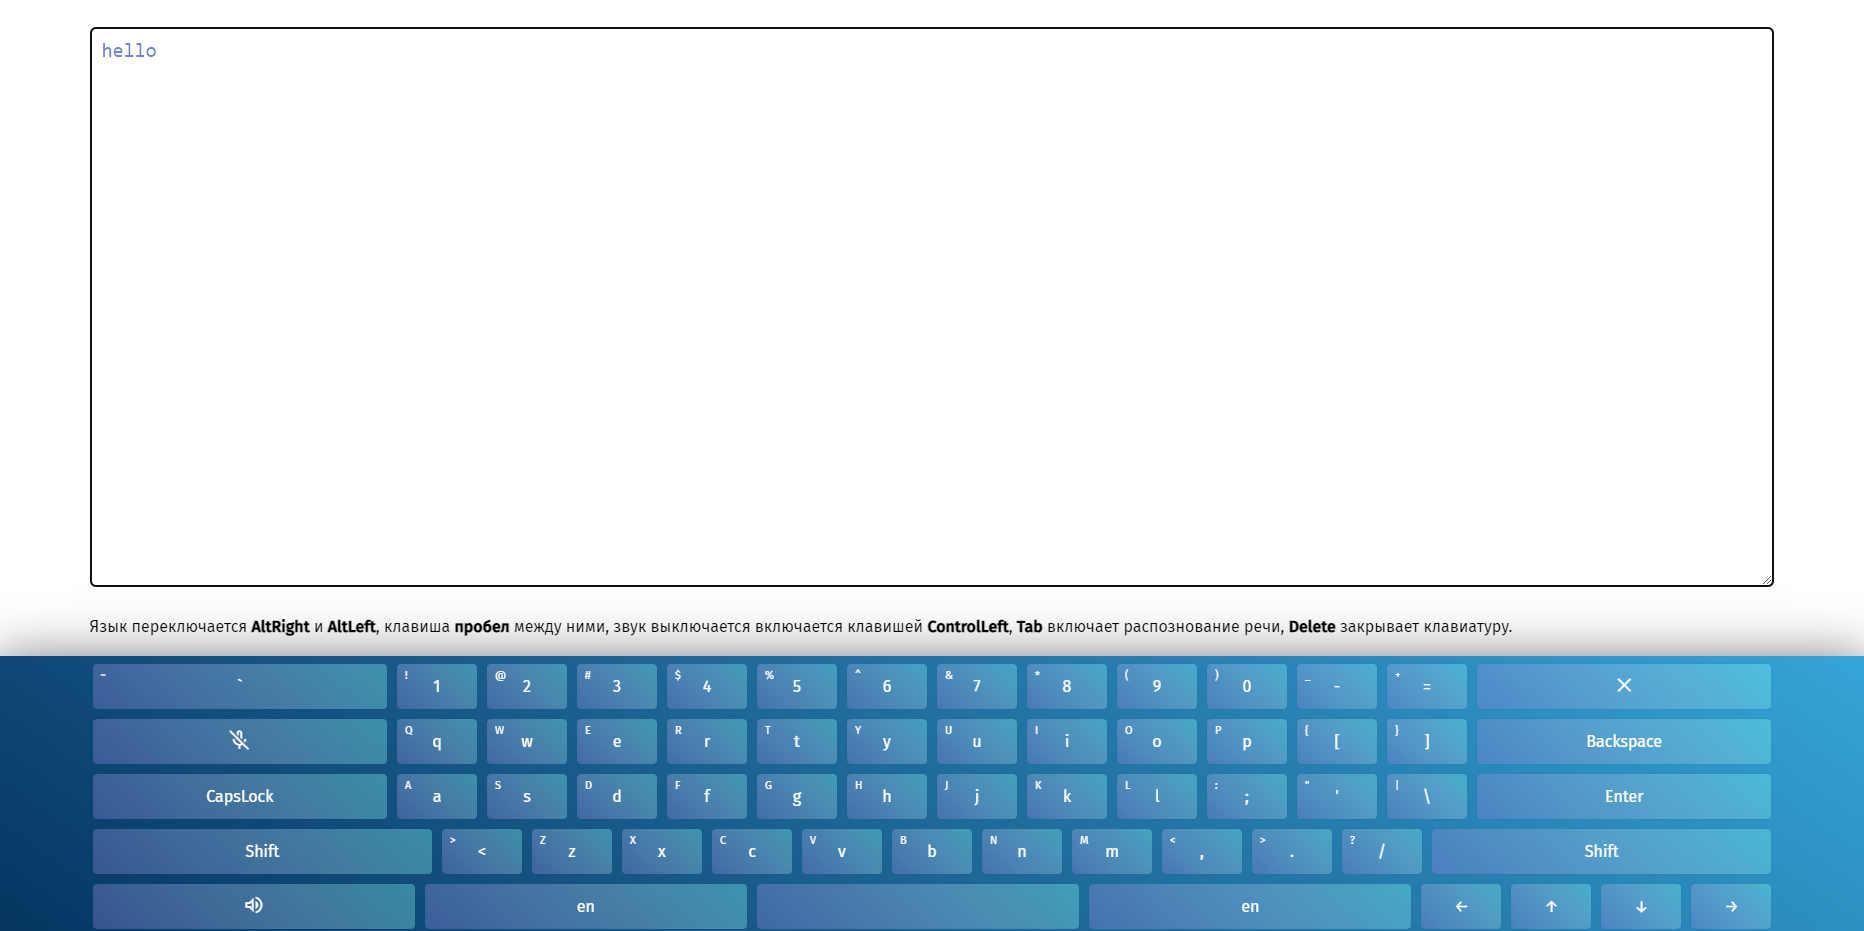 hello
Язык переключается AltRight и AltLeft, клавиша пробел между ними, звук выключается включается клавишей ControlLeft, Tab включает распознование речи, Delete закрывает клавиатуру.
~ ` ! 1 @ 2 # 3 $ 4 % 5 ^ 6 & 7 * 8 ( 9 ) 0 _ - + =
Q q W w E e R r T t Y y U u I i O o P p { [ } ] Backspace
CapsLock A a S s D d F f G g H h J j K k L l : ; " ' | \ Enter
Shift > < Z z X x C c V v B b N n M m < , > . ? / Shift
en en ← ↑ ↓ →